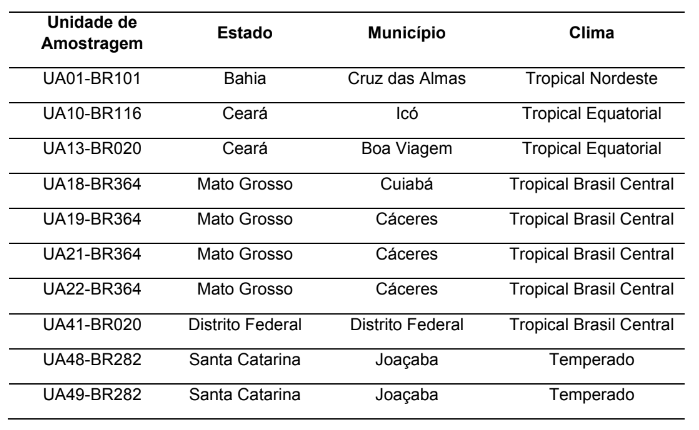 Unidade de Amostragem Estado Município Clima
UA01-BR101 Bahia Cruz das Almas Tropical Nordeste
UA10-BR116 Ceará Icó Tropical Equatorial
UA13-BR020 Ceará Boa Viagem Tropical Equatorial
UA18-BR364 Mato Grosso Cuiabá Tropical Brasil Central
UA19-BR364 Mato Grosso Cáceres Tropical Brasil Central
UA21-BR364 Mato Grosso Cáceres Tropical Brasil Central
UA22-BR364 Mato Grosso Cáceres Tropical Brasil Central
UA41-BR020 Distrito Federal Distrito Federal Tropical Brasil Central
UA48-BR282 Santa Catarina Joaçaba Temperado
UA49-BR282 Santa Catarina Joaçaba Temperado